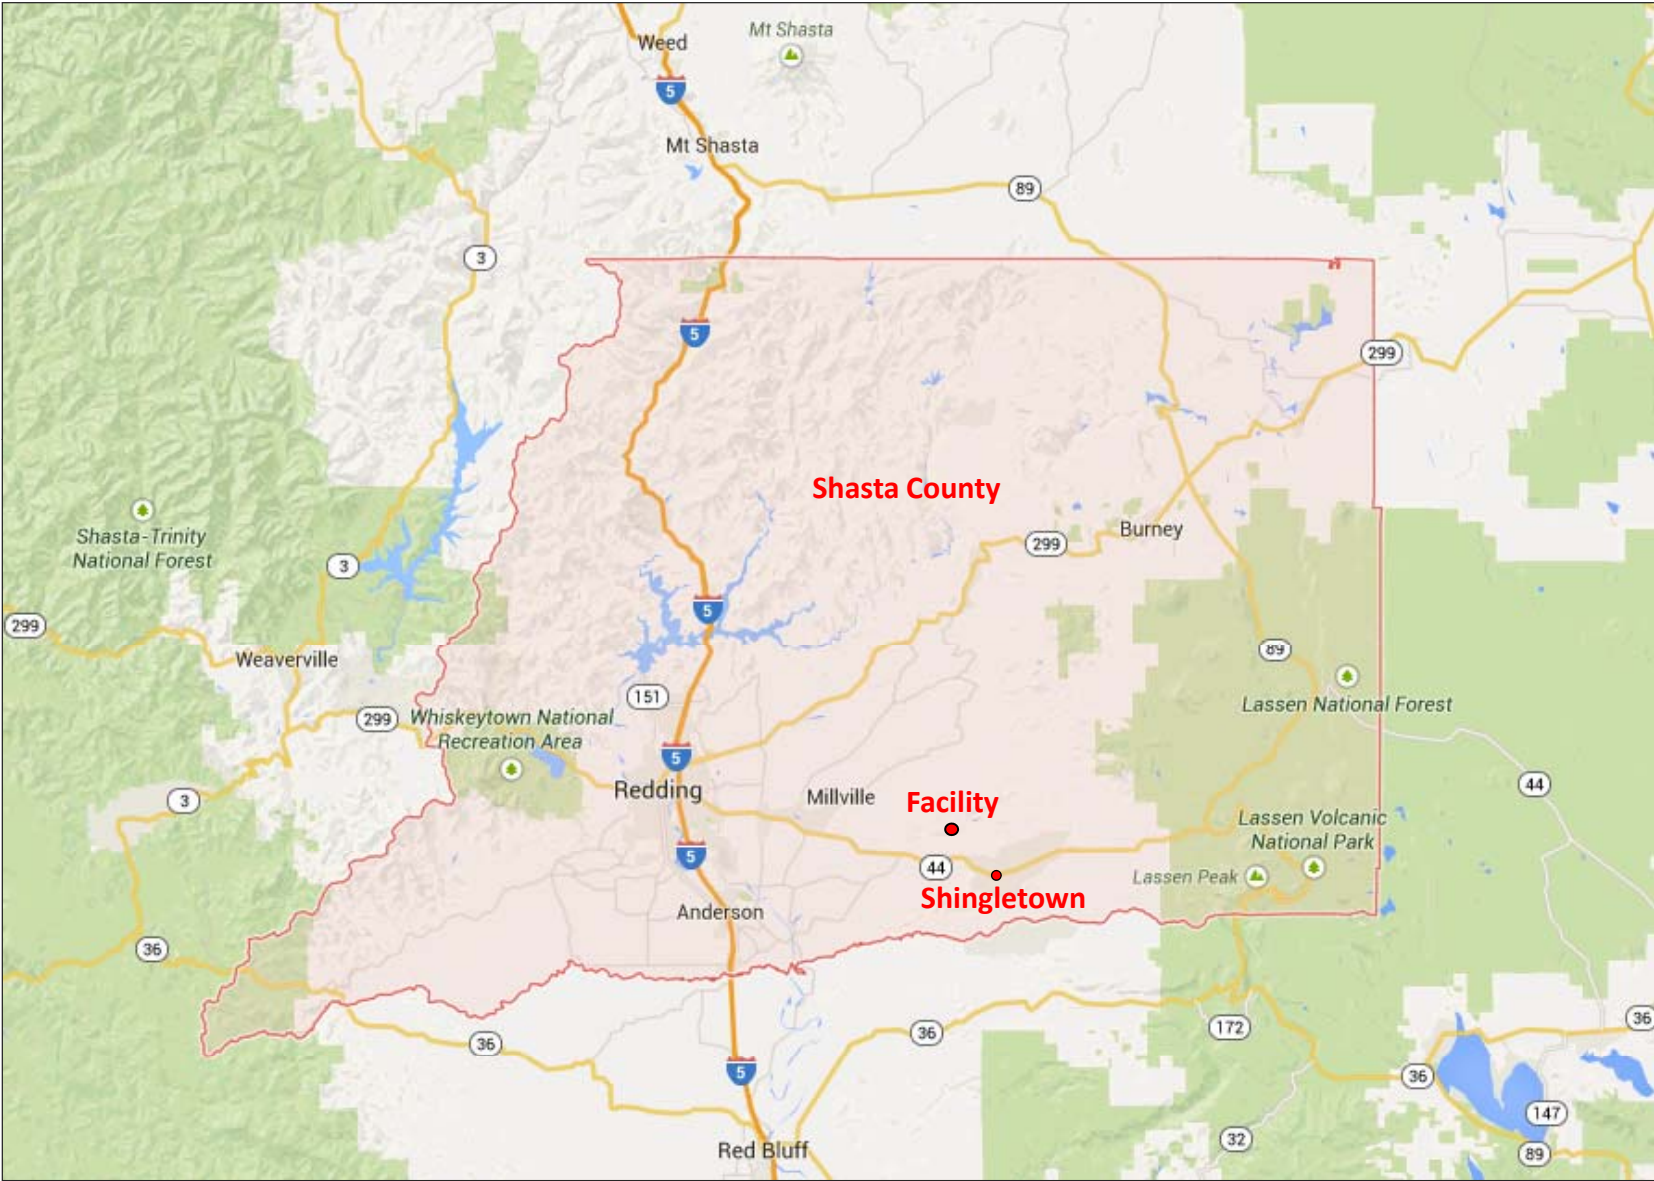 Weed
Mt Shasta
5
Mt Shasta
89
3
5
299
Shasta County
Shasta-Trinity
National Forest
299
Burney
3
5
299
89
Weaverville
Lassen National Forest
151
299
Whiskeytown National
Recreation Area
5
44
Redding
Millville
Facility
3
Lassen Volcanic
National Park
5
44
Lassen Peak
Shingletown
Anderson
36
36
172
36
36
5
36
147
32
Red Bluff
89